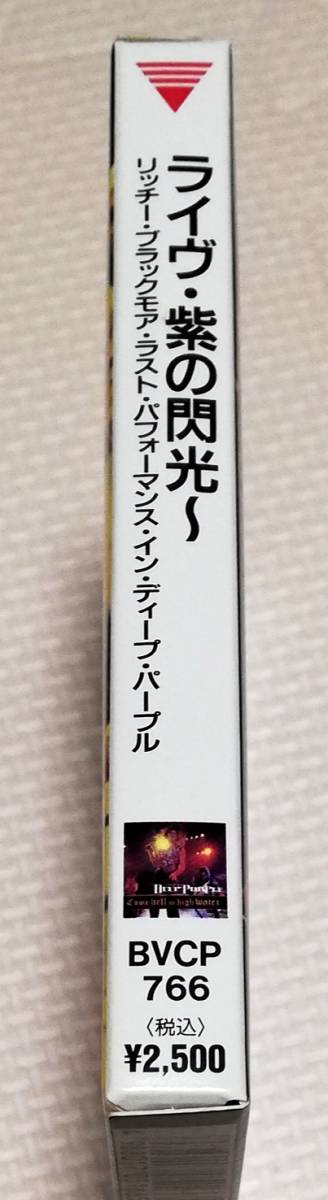 ライヴ・紫の閃光〜
リッチー・ブラックモア・ラスト・パフォーマンス・イン・ディープ・パープル
Deep Purple
Come hell or high water
BVCP
766
〈税込〉
¥2,500